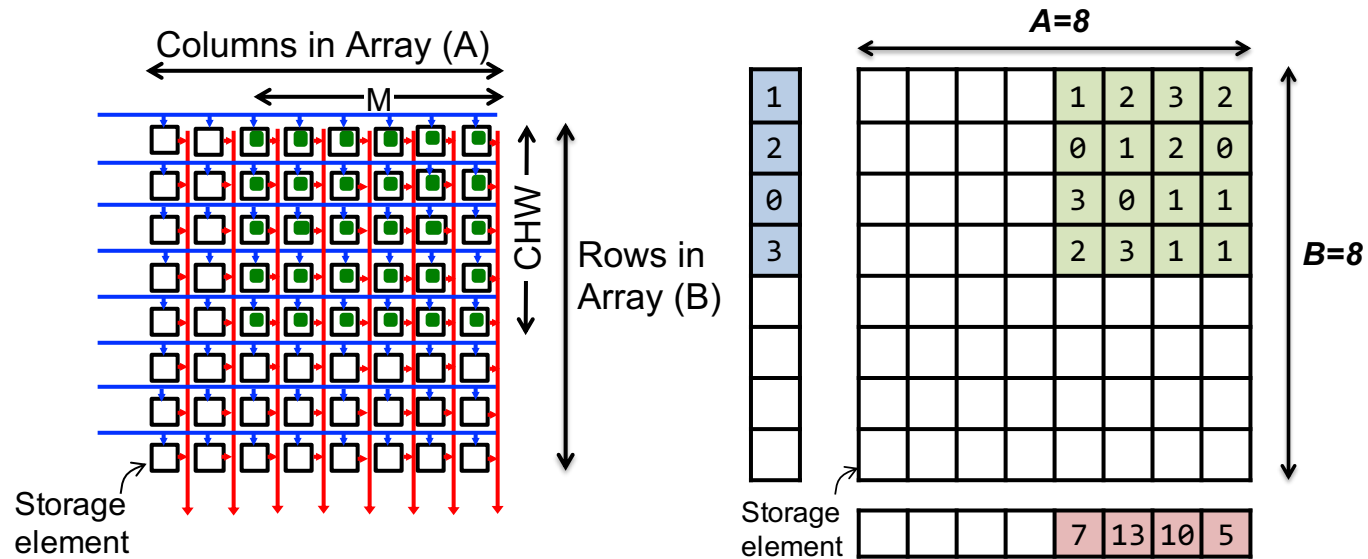 Columns in Array (A)
M
CHW
Rows in
Array (B)
Storage
element
A=8
1
2
0
3
1 2 3 2
0 1 2 0
3 0 1 1
2 3 1 1
B=8
Storage
element
7 13 10 5